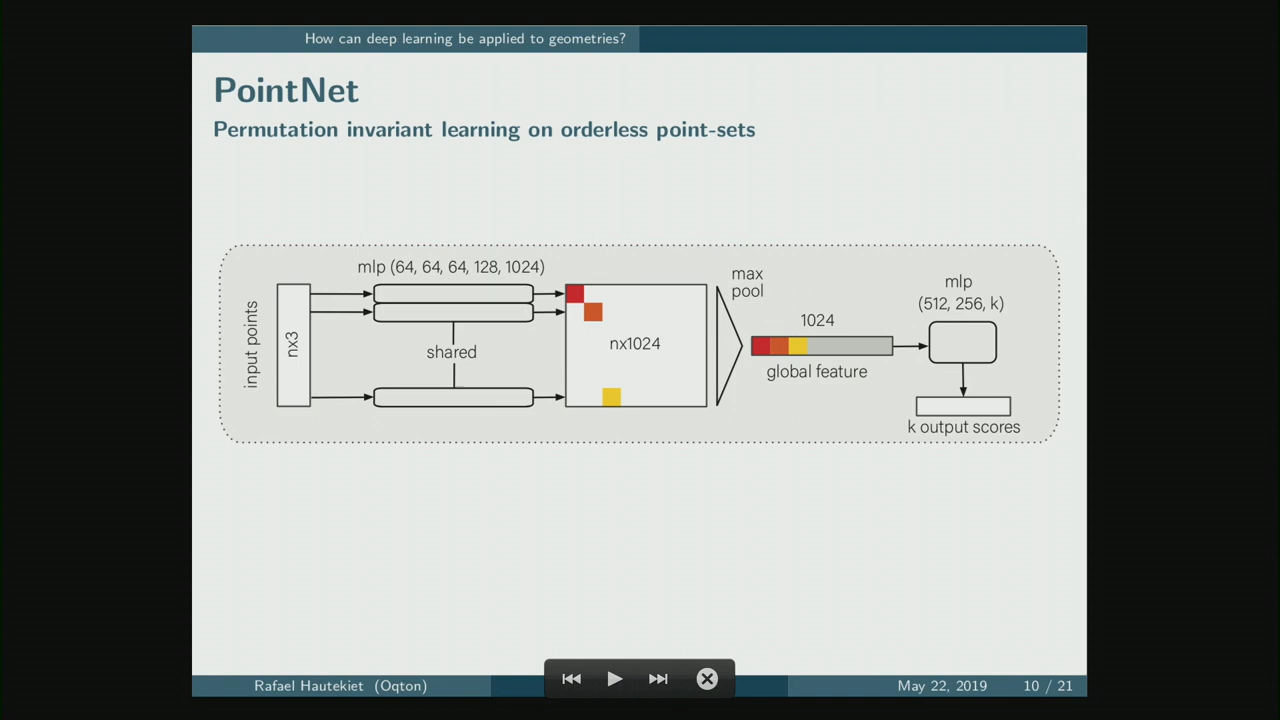 How can deep learning be applied to geometries?
PointNet
Permutation invariant learning on orderless point-sets
input points
nx3
mlp (64, 64, 64, 128, 1024)
shared
nx1024
max
pool
1024
global feature
mlp
(512, 256, k)
k output scores
Rafael Hautekiet (Oqton)
May 22, 2019
10 / 21